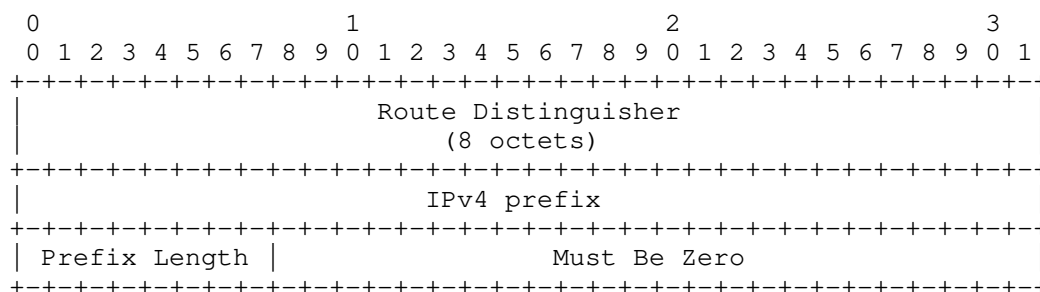 0                   1                   2                   3
0 1 2 3 4 5 6 7 8 9 0 1 2 3 4 5 6 7 8 9 0 1 2 3 4 5 6 7 8 9 0 1
+-+-+-+-+-+-+-+-+-+-+-+-+-+-+-+-+-+-+-+-+-+-+-+-+-+-+-+-+-+-+-+-
| Route Distinguisher
| (8 octets)
+-+-+-+-+-+-+-+-+-+-+-+-+-+-+-+-+-+-+-+-+-+-+-+-+-+-+-+-+-+-+-+-
| IPv4 prefix
+-+-+-+-+-+-+-+-+-+-+-+-+-+-+-+-+-+-+-+-+-+-+-+-+-+-+-+-+-+-+-+-
| Prefix Length | Must Be Zero
+-+-+-+-+-+-+-+-+-+-+-+-+-+-+-+-+-+-+-+-+-+-+-+-+-+-+-+-+-+-+-+-